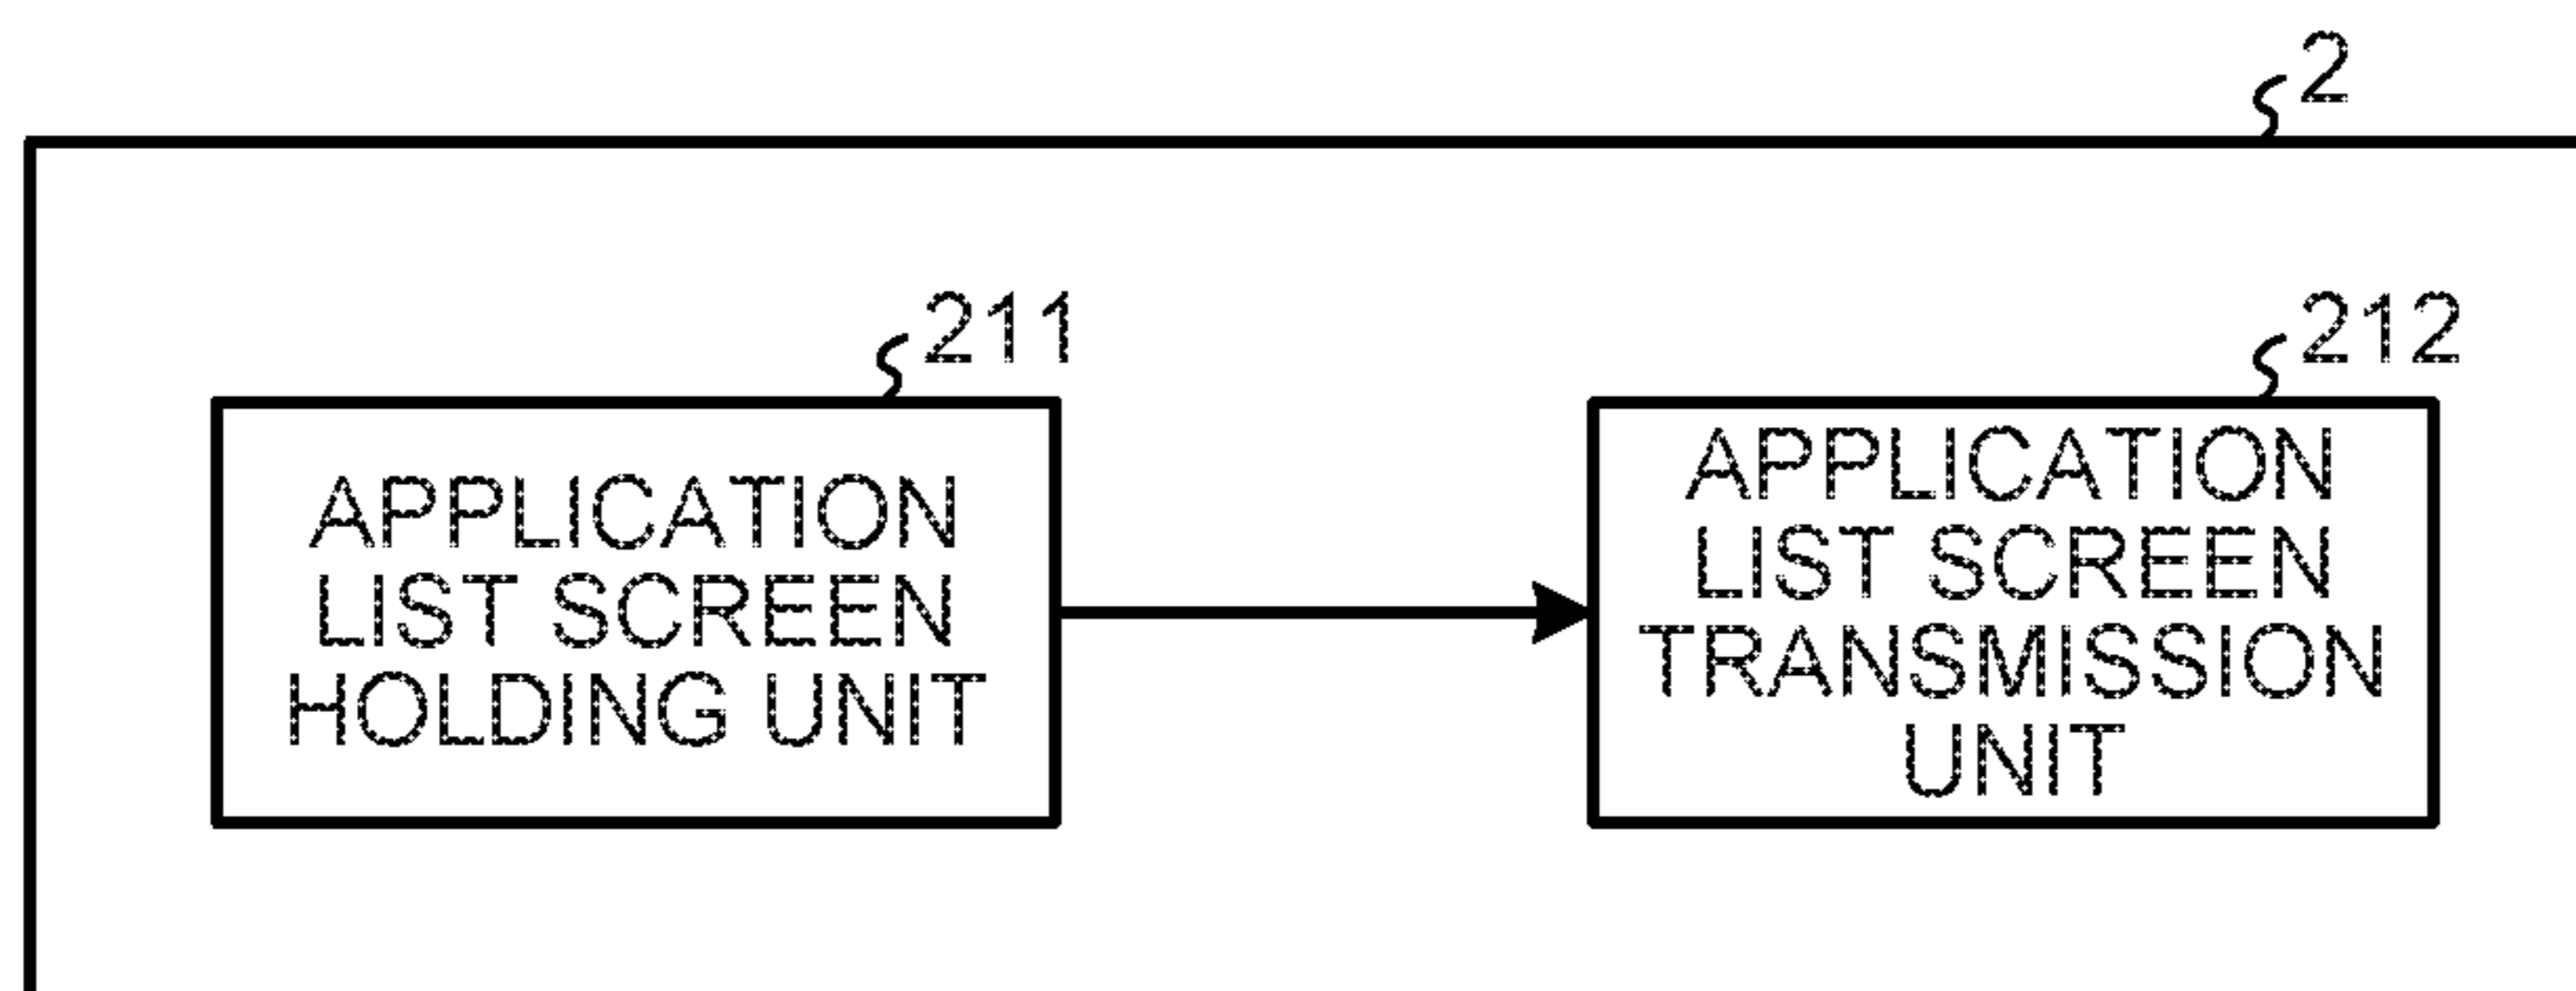 2
211
212
APPLICATION
LIST SCREEN
HOLDING UNIT
APPLICATION
LIST SCREEN
TRANSMISSION
UNIT